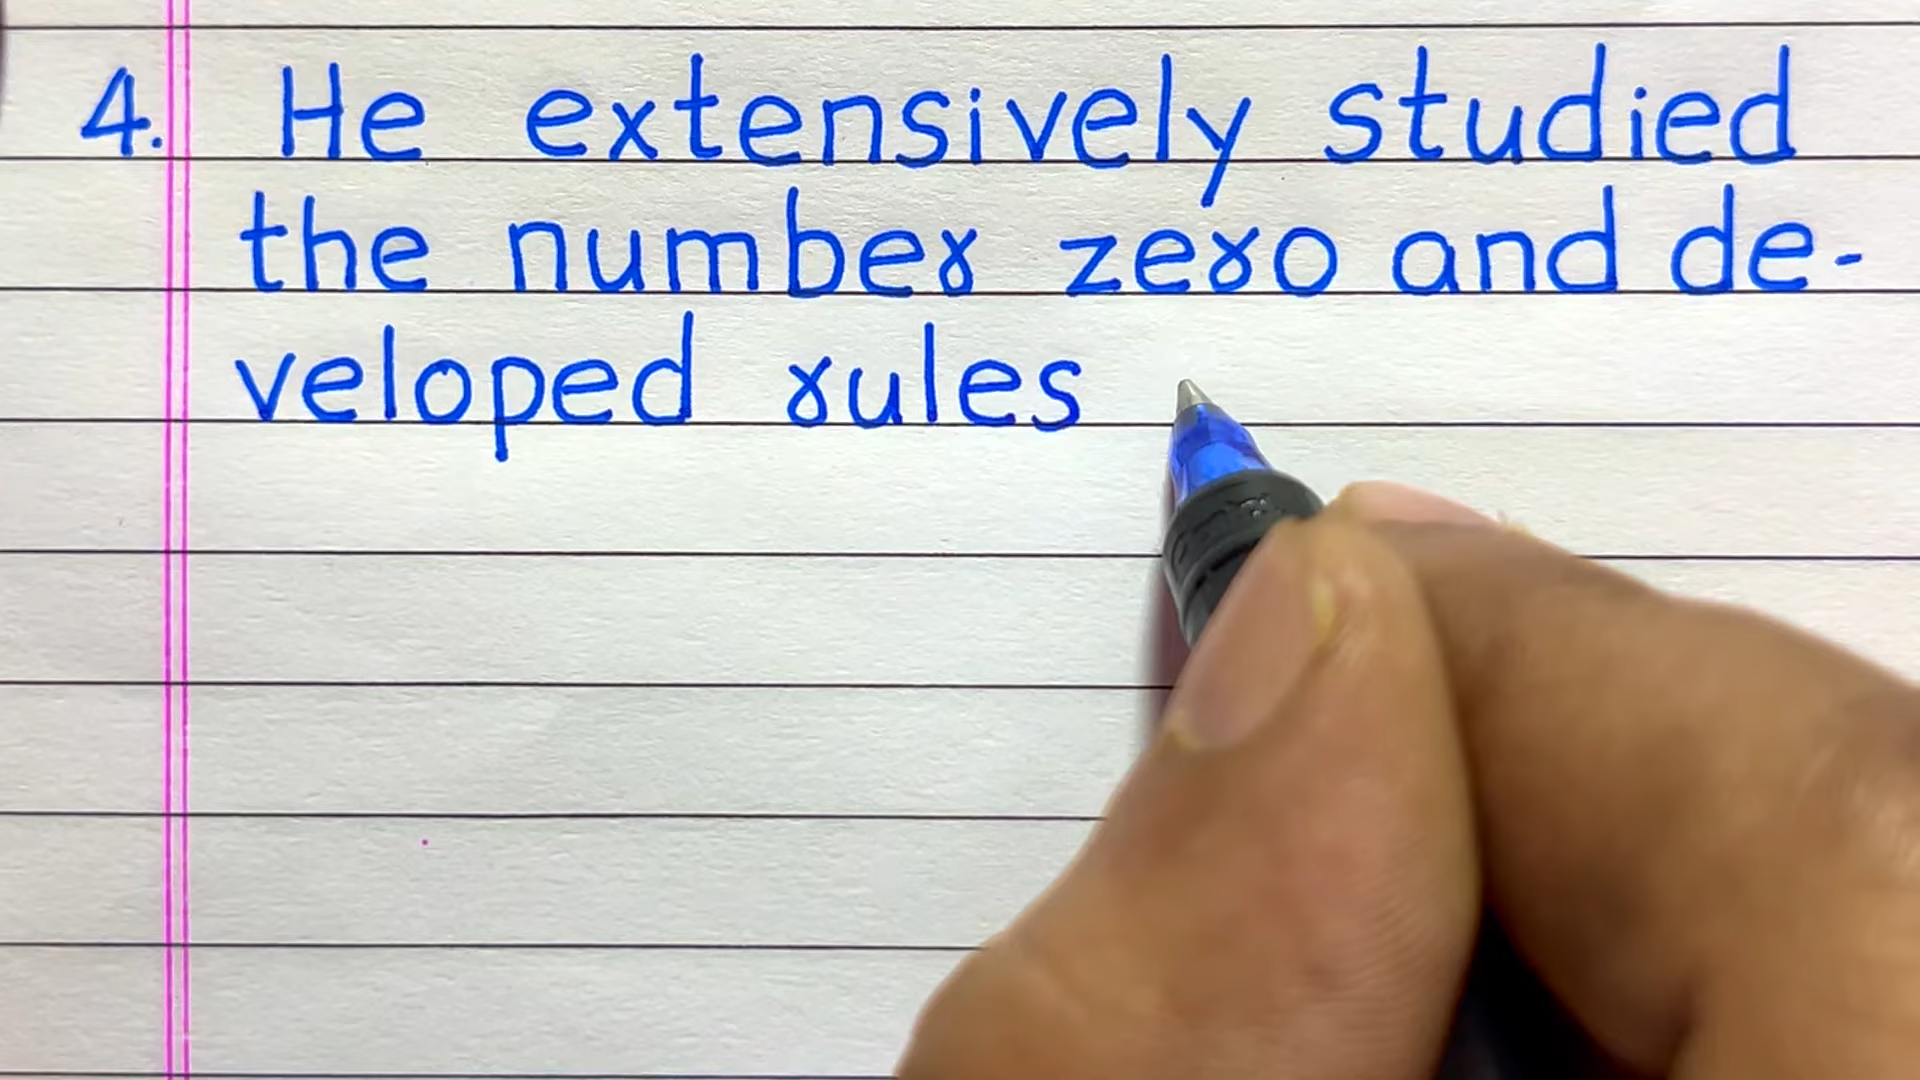 4. He extensively studied
the number zero and de-
veloped rules